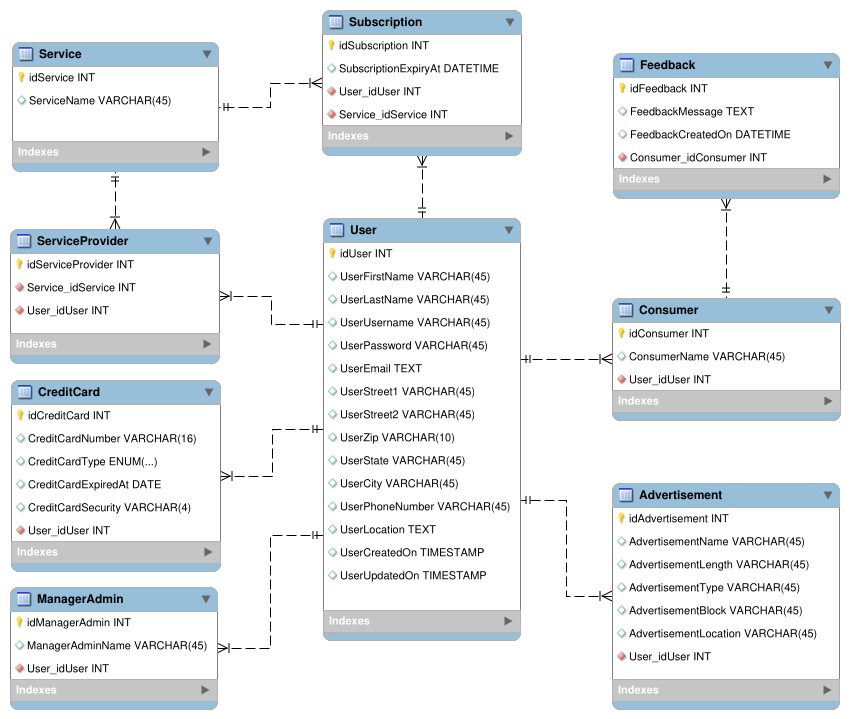 Service
idService INT
ServiceName VARCHAR(45)
Indexes
Subscription
idSubscription INT
SubscriptionExpiryAt DATETIME
User_idUser INT
Service_idService INT
Indexes
Feedback
idFeedback INT
FeedbackMessage TEXT
FeedbackCreatedOn DATETIME
Consumer_idConsumer INT
Indexes
ServiceProvider
idServiceProvider INT
Service_idService INT
User_idUser INT
Indexes
User
idUser INT
UserFirstName VARCHAR(45)
UserLastName VARCHAR(45)
UserUsername VARCHAR(45)
UserPassword VARCHAR(45)
UserEmail TEXT
UserStreet1 VARCHAR(45)
UserStreet2 VARCHAR(45)
UserZip VARCHAR(10)
UserState VARCHAR(45)
UserCity VARCHAR(45)
UserPhoneNumber VARCHAR(45)
UserLocation TEXT
UserCreatedOn TIMESTAMP
UserUpdatedOn TIMESTAMP
Indexes
Consumer
idConsumer INT
ConsumerName VARCHAR(45)
User_idUser INT
Indexes
CreditCard
idCreditCard INT
CreditCardNumber VARCHAR(16)
CreditCardType ENUM(...)
CreditCardExpiredAt DATE
CreditCardSecurity VARCHAR(4)
User_idUser INT
Indexes
Advertisement
idAdvertisement INT
AdvertisementName VARCHAR(45)
AdvertisementLength VARCHAR(45)
AdvertisementType VARCHAR(45)
AdvertisementBlock VARCHAR(45)
AdvertisementLocation VARCHAR(45)
User_idUser INT
Indexes
ManagerAdmin
idManagerAdmin INT
ManagerAdminName VARCHAR(45)
User_idUser INT
Indexes